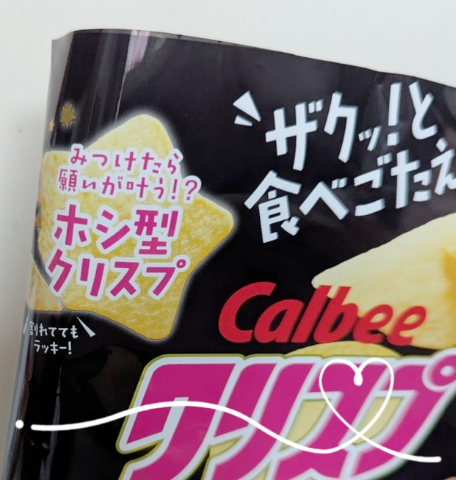 みつけたら
願いが叶う!?
ホシ型
クリスプ
割れてても
ラッキー!
ザクッ!と
食べごたえ
Calbee
クリスプ